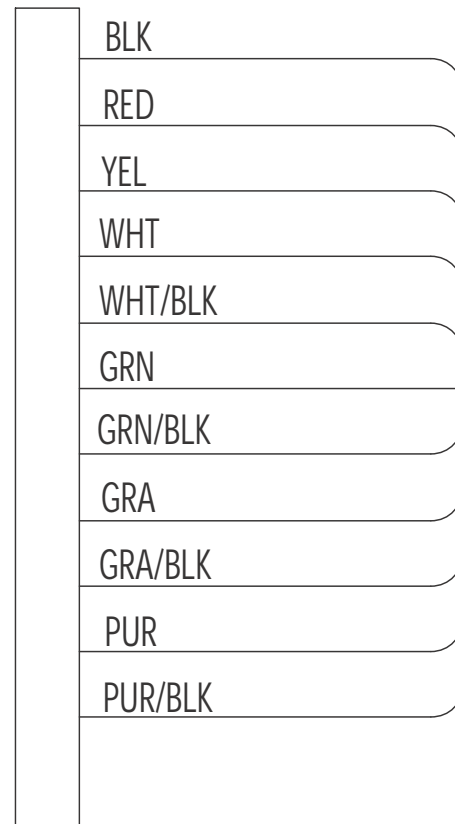 BLK
RED
YEL
WHT
WHT/BLK
GRN
GRN/BLK
GRA
GRA/BLK
PUR
PUR/BLK